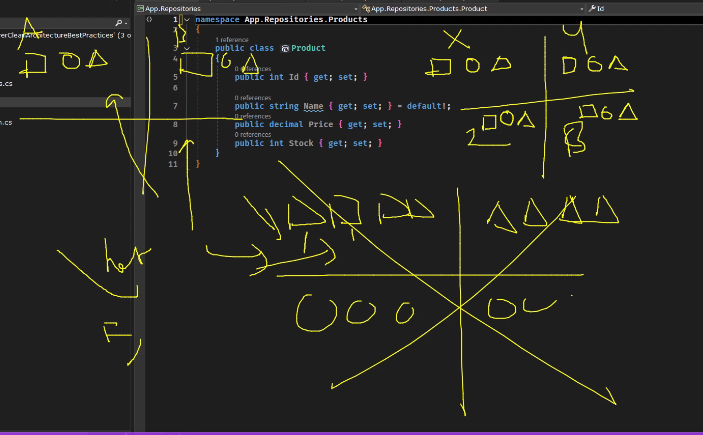 App.Repositories
App.Repositories.Products.Product
Id
verCleanArchitectureBestPractices' (3 o
s.cs
n.cs
1 namespace App.Repositories.Products
2 {
1 reference
3 public class Product
4 {
0 references
5 public int Id { get; set; }
6
0 references
7 public string Name { get; set; } = default!;
0 references
8 public decimal Price { get; set; }
0 references
9 public int Stock { get; set; }
10 }
11 }
A
X
y